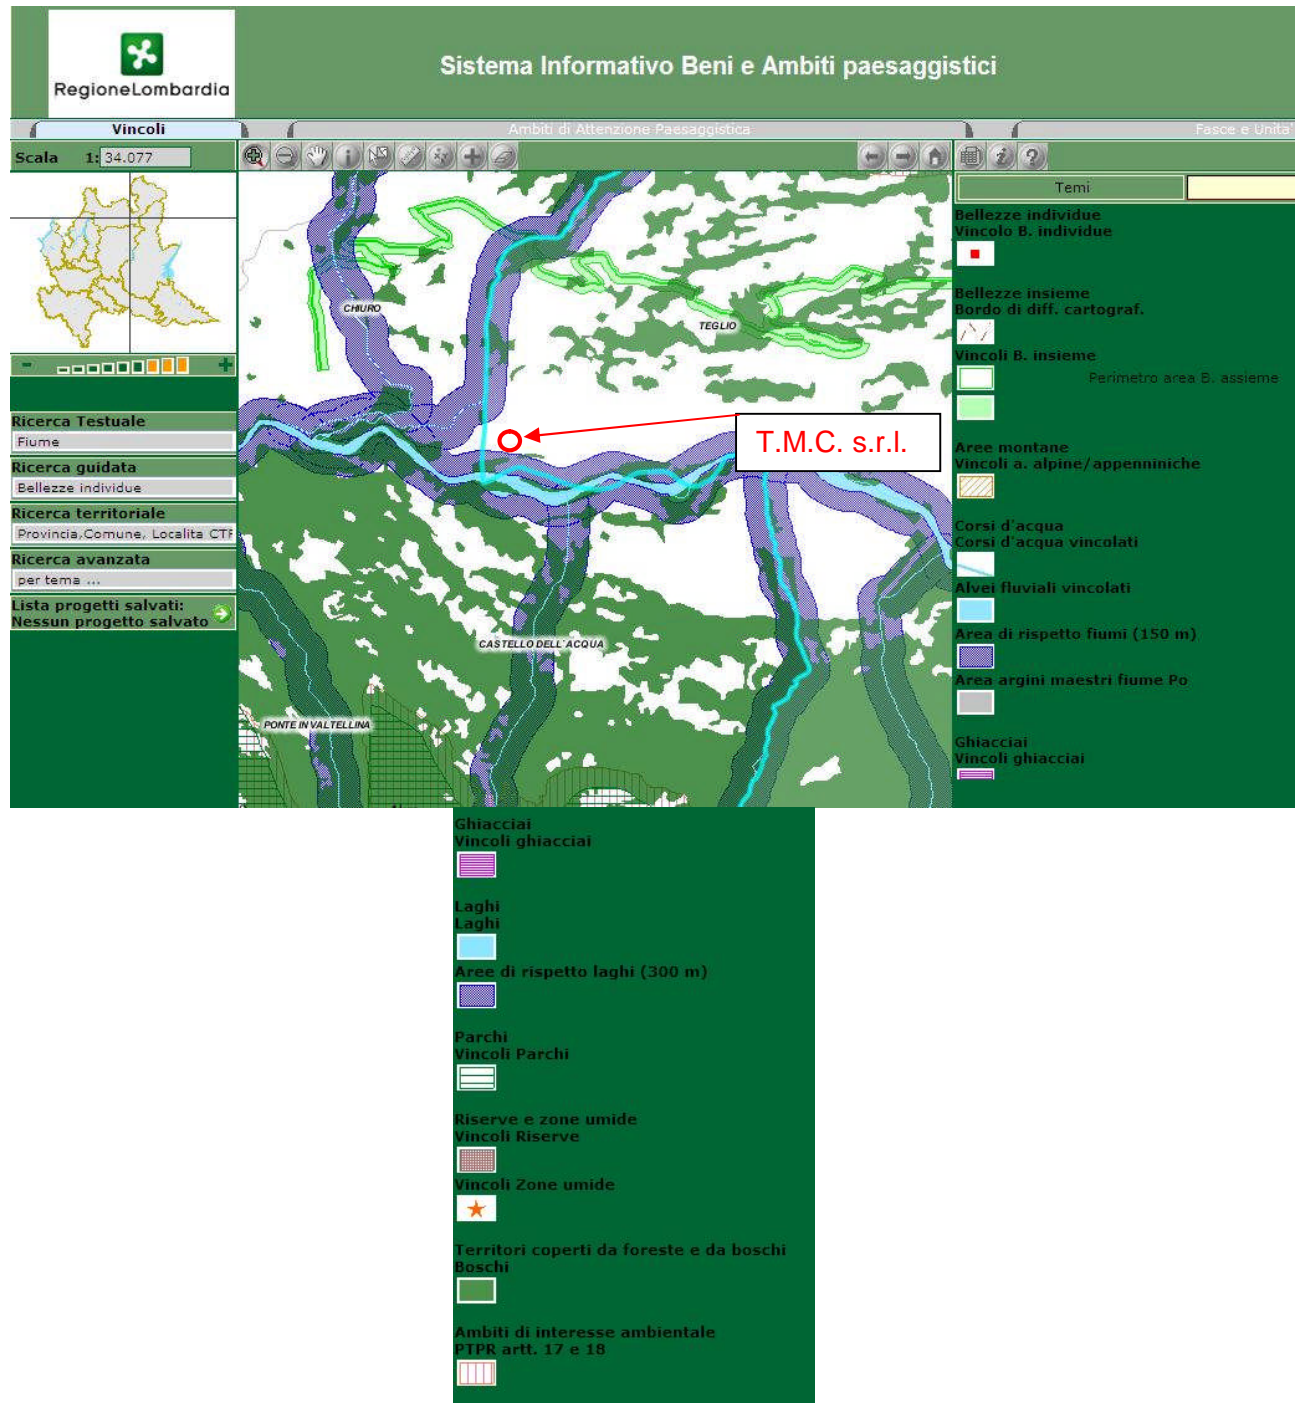 RegioneLombardia
Sistema Informativo Beni e Ambiti paesaggistici
Vincoli
Ambiti di Attenzione Paesaggistica
Fasce e Unita'
Scala 1: 34.077
Ricerca Testuale
Fiume
Ricerca guidata
Bellezze individue
Ricerca territoriale
Provincia,Comune, Localita CTR
Ricerca avanzata
per tema ...
Lista progetti salvati:
Nessun progetto salvato
CHIURO
TEGLIO
T.M.C. s.r.l.
CASTELLO DELL`ACQUA
PONTE IN VALTELLINA
Temi
Bellezze individue
Vincolo B. individue
Bellezze insieme
Bordo di diff. cartograf.
Vincoli B. insieme
Perimetro area B. assieme
Aree montane
Vincoli a. alpine/appenniniche
Corsi d'acqua
Corsi d'acqua vincolati
Alvei fluviali vincolati
Area di rispetto fiumi (150 m)
Area argini maestri fiume Po
Ghiacciai
Vincoli ghiacciai
Ghiacciai
Vincoli ghiacciai
Laghi
Laghi
Aree di rispetto laghi (300 m)
Parchi
Vincoli Parchi
Riserve e zone umide
Vincoli Riserve
Vincoli Zone umide
Territori coperti da foreste e da boschi
Boschi
Ambiti di interesse ambientale
PTPR artt. 17 e 18